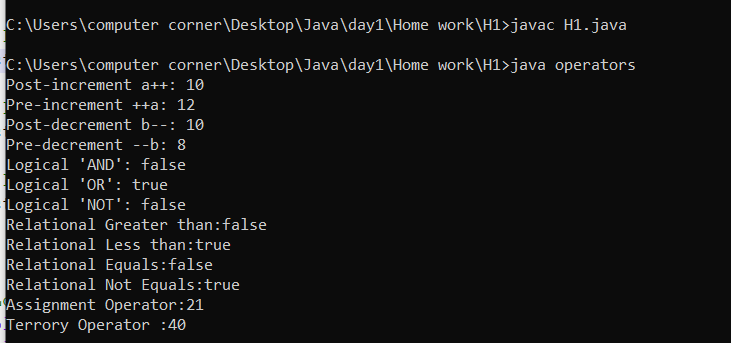 C:\Users\computer corner\Desktop\Java\day1\Home work\H1>javac H1.java
C:\Users\computer corner\Desktop\Java\day1\Home work\H1>java operators
Post-increment a++: 10
Pre-increment ++a: 12
Post-decrement b--: 10
Pre-decrement --b: 8
Logical 'AND': false
Logical 'OR': true
Logical 'NOT': false
Relational Greater than:false
Relational Less than:true
Relational Equals:false
Relational Not Equals:true
Assignment Operator:21
Terrory Operator :40